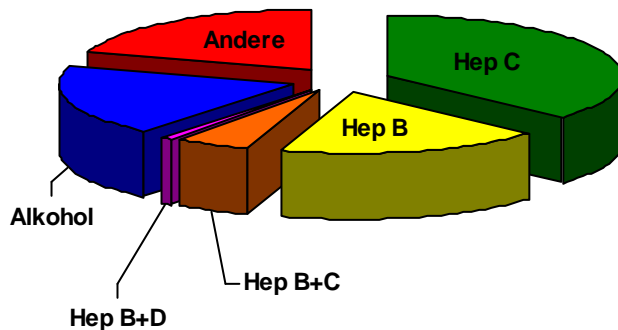 Andere
Hep C
Hep B
Alkohol
Hep B+C
Hep B+D